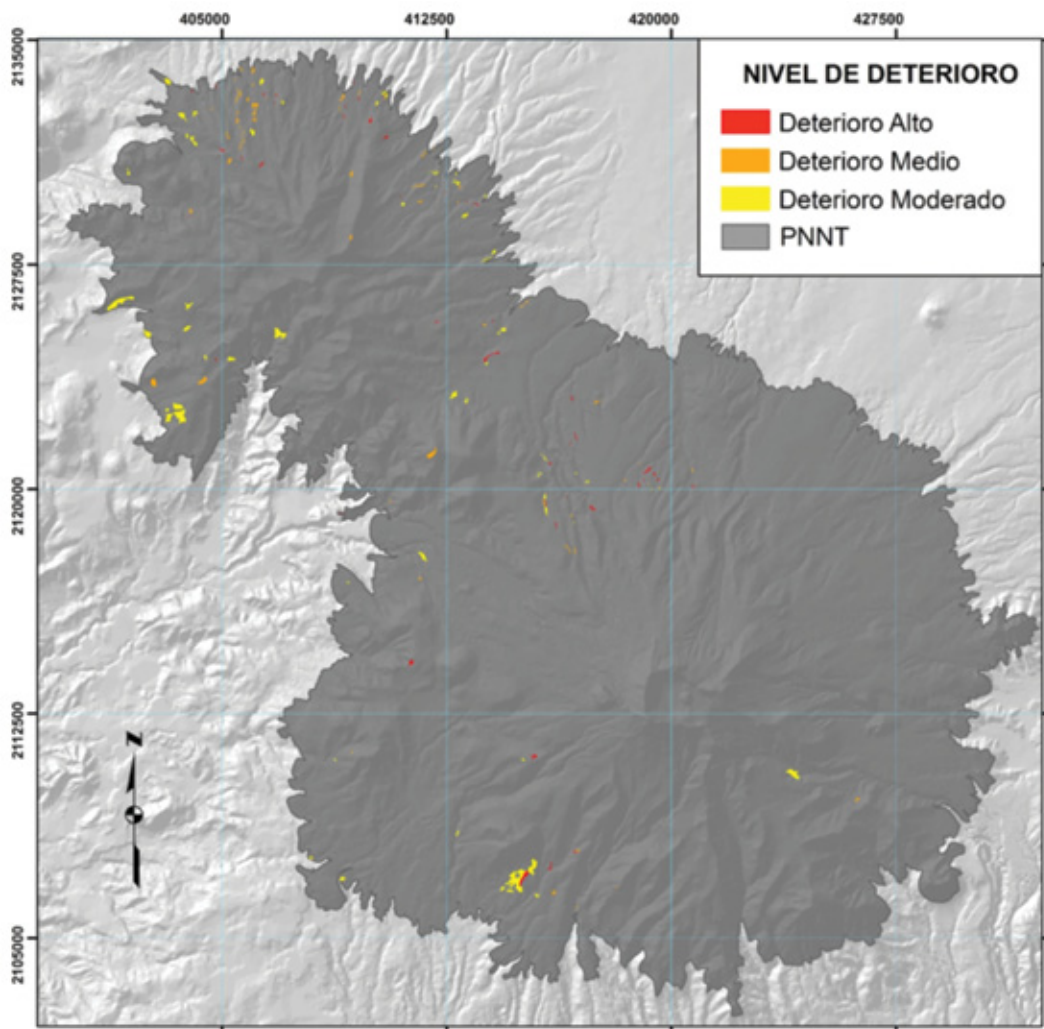 405000 412500 420000 427500
2135000
NIVEL DE DETERIORO
Deterioro Alto
Deterioro Medio
Deterioro Moderado
PNNT
2127500
2120000
2112500
N
2105000